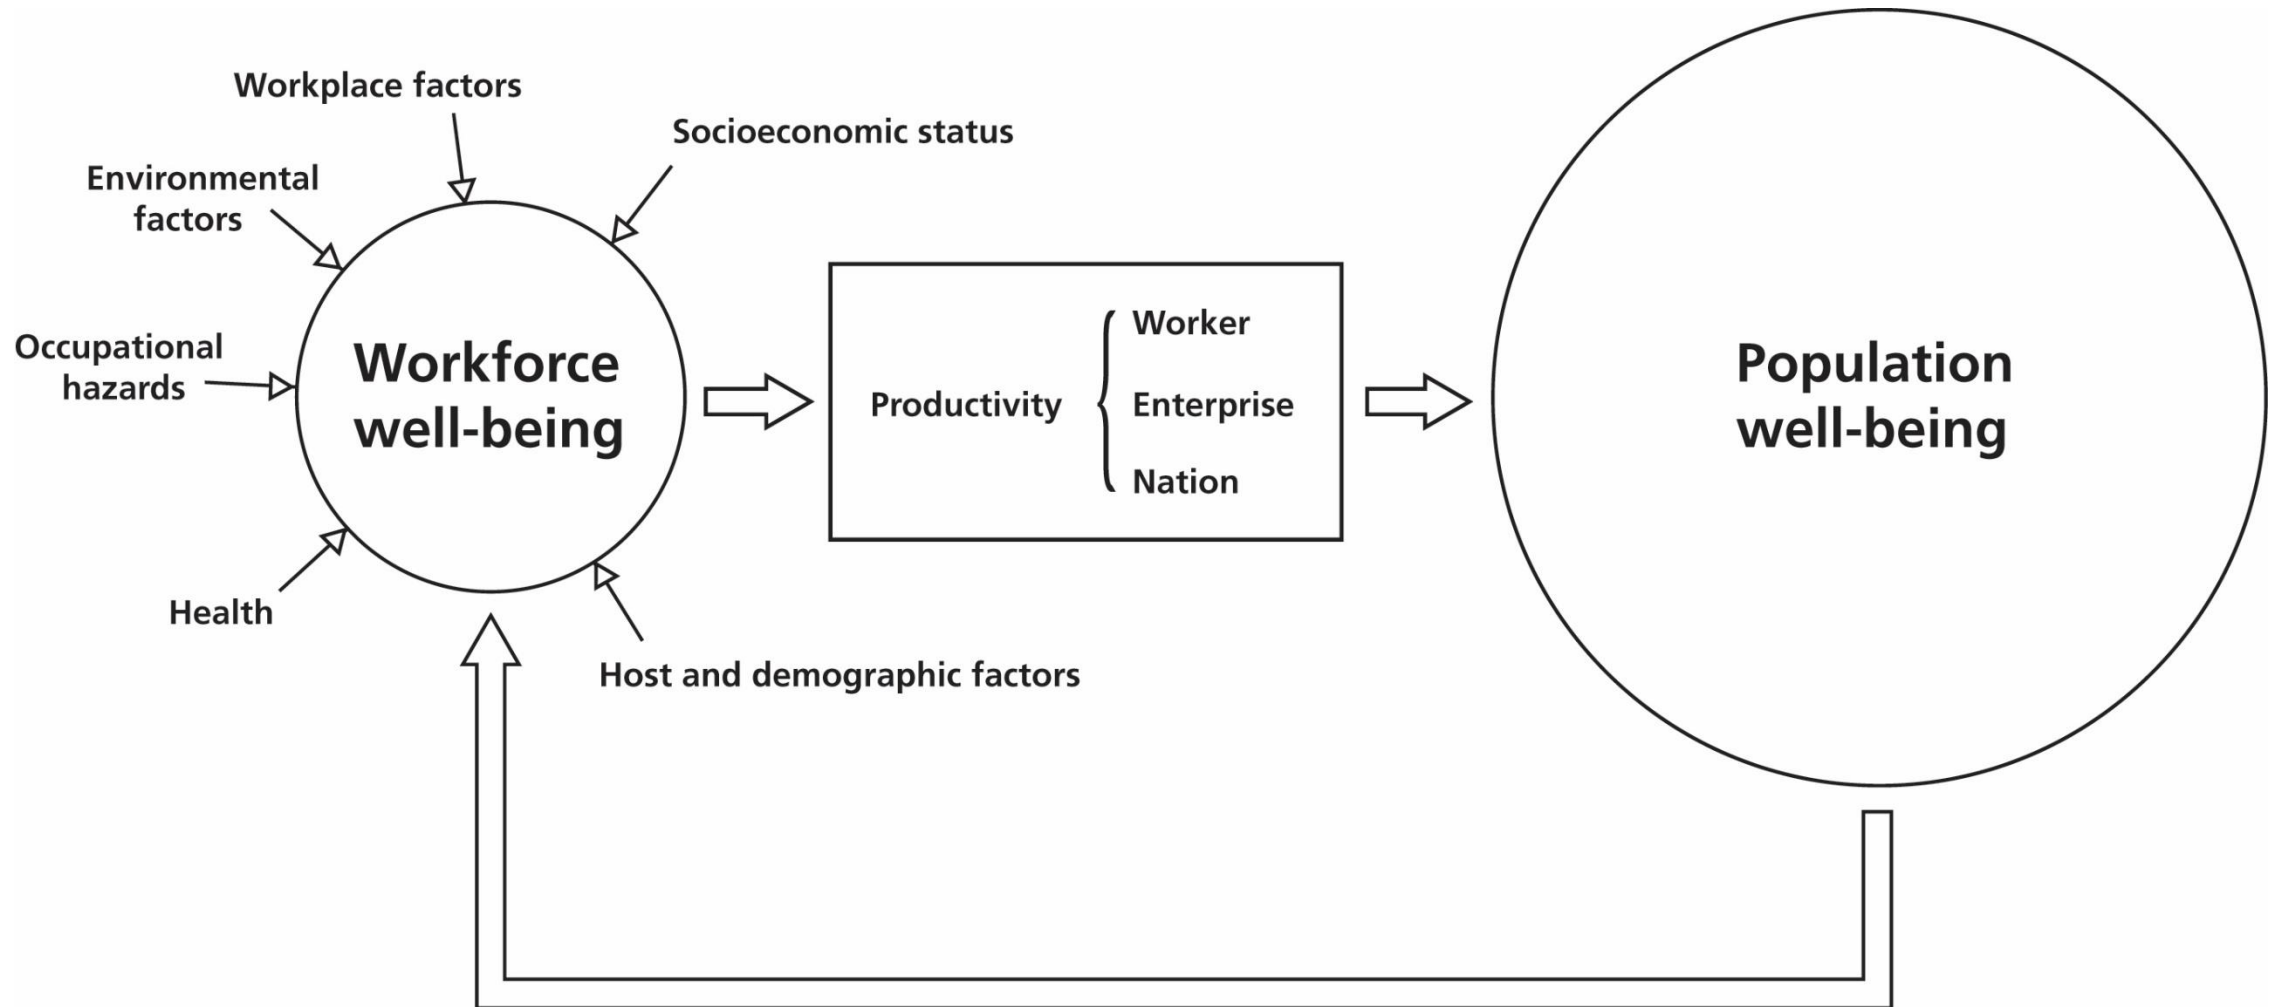 Workplace factors
Socioeconomic status
Environmental
factors
Occupational
hazards
Health
Host and demographic factors
Workforce
well-being
Productivity
Worker
Enterprise
Nation
Population
well-being